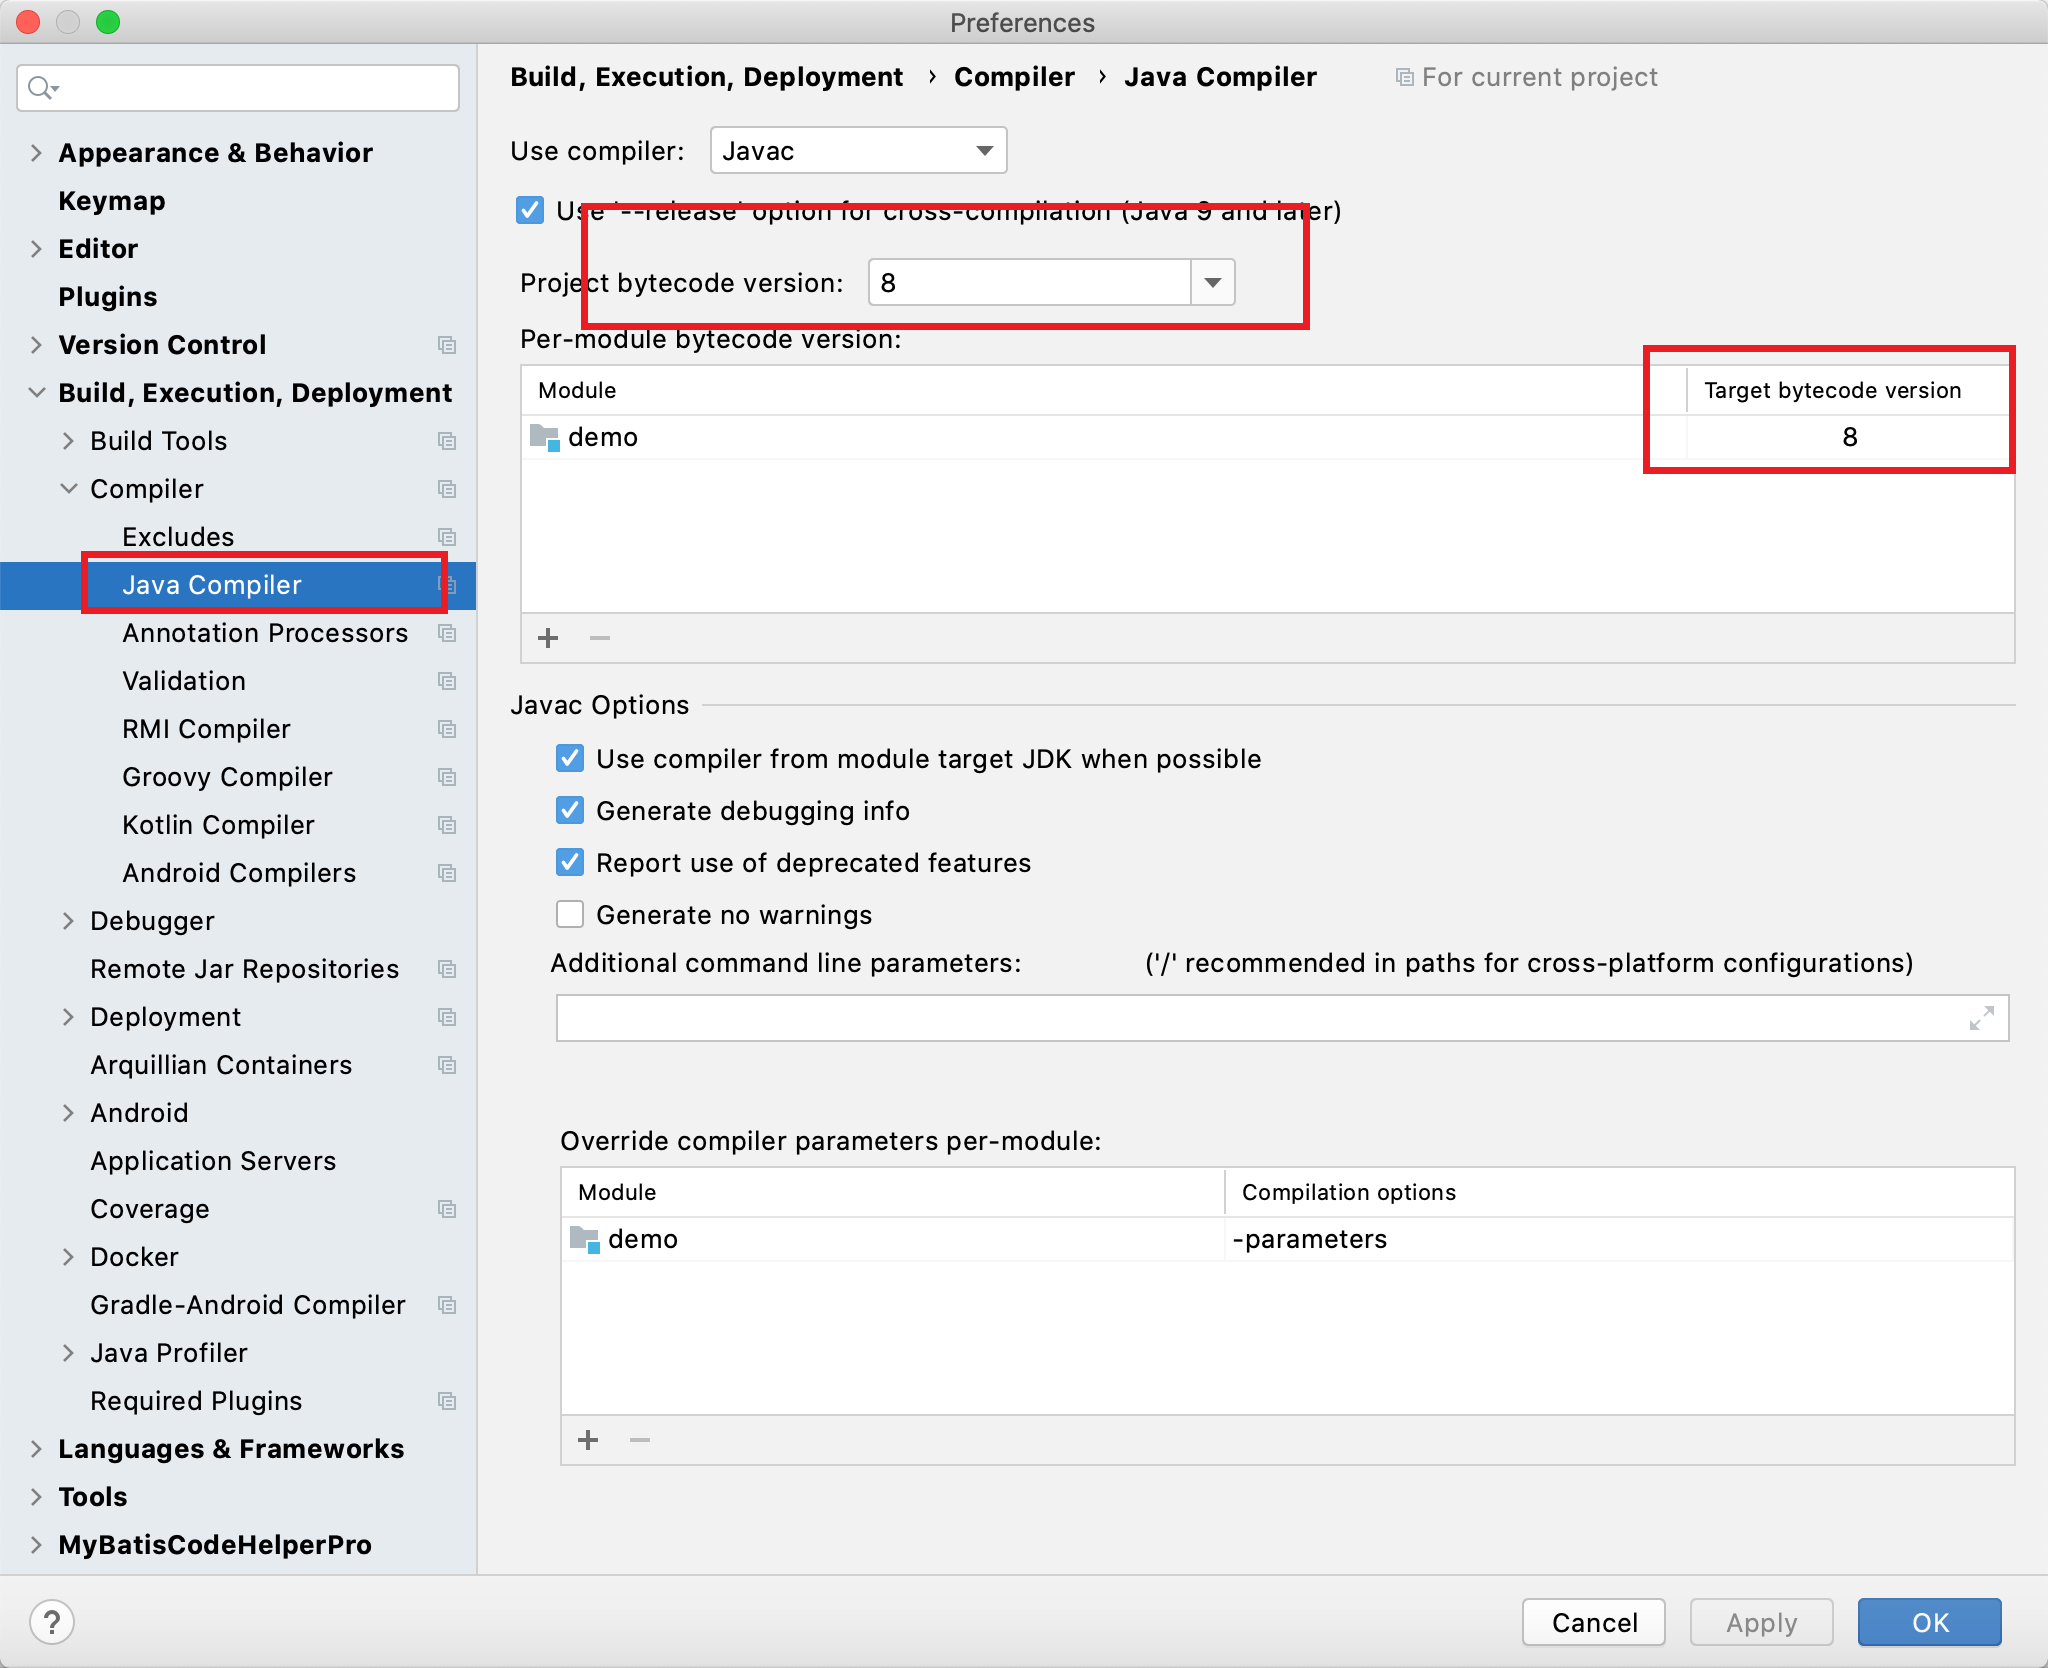 Preferences
Appearance & Behavior
Keymap
Editor
Plugins
Version Control
Build, Execution, Deployment
Build Tools
Compiler
Excludes
Java Compiler
Annotation Processors
Validation
RMI Compiler
Groovy Compiler
Kotlin Compiler
Android Compilers
Debugger
Remote Jar Repositories
Deployment
Arquillian Containers
Android
Application Servers
Coverage
Docker
Gradle-Android Compiler
Java Profiler
Required Plugins
Languages & Frameworks
Tools
MyBatisCodeHelperPro
Build, Execution, Deployment › Compiler › Java Compiler For current project
Use compiler: Javac
Use '--release' option for cross-compilation (Java 9 and later)
Project bytecode version: 8
Per-module bytecode version:
Module Target bytecode version
demo 8
Javac Options
Use compiler from module target JDK when possible
Generate debugging info
Report use of deprecated features
Generate no warnings
Additional command line parameters: ('/' recommended in paths for cross-platform configurations)
Override compiler parameters per-module:
Module Compilation options
demo -parameters
? Cancel Apply OK